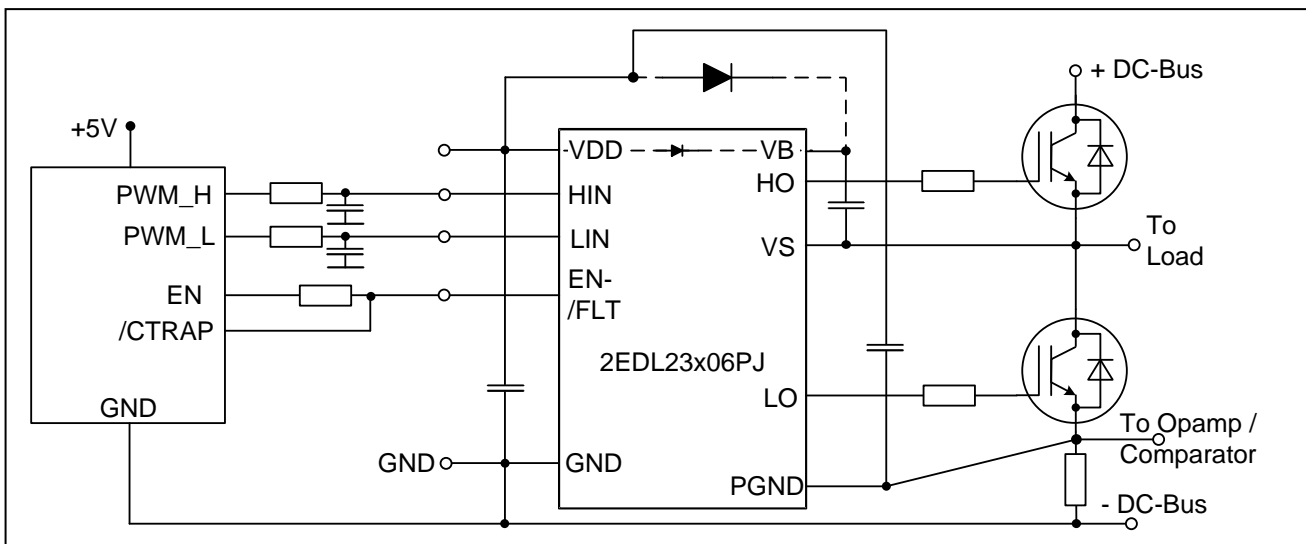 + DC-Bus
+5V
VDD
VB
PWM_H
HIN
HO
PWM_L
LIN
VS
To
Load
EN
EN-
/FLT
/CTRAP
2EDL23x06PJ
LO
GND
To Opamp /
Comparator
GND
GND
PGND
- DC-Bus